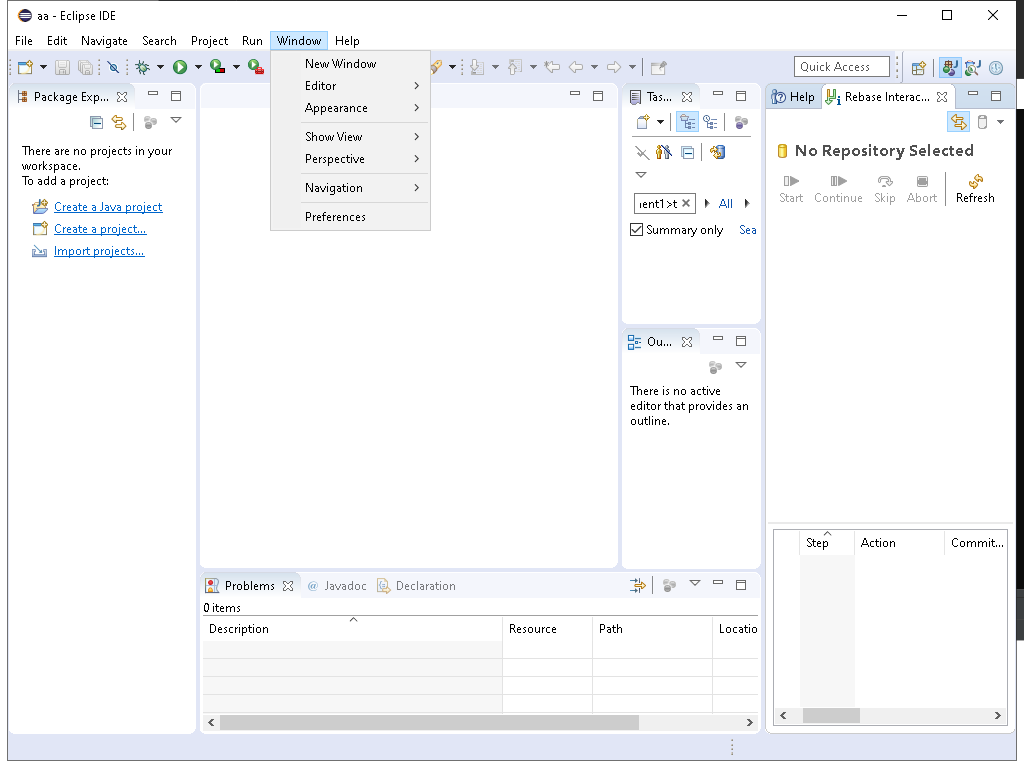 aa - Eclipse IDE
File Edit Navigate Search Project Run Window Help
New Window
Editor
Appearance
Show View
Perspective
Navigation
Preferences
Quick Access
Package Exp...
There are no projects in your
workspace.
To add a project:
Create a Java project
Create a project...
Import projects...
Tas...
ient1>t All
Summary only Sea
Ou...
There is no active
editor that provides an
outline.
Help Rebase Interac...
No Repository Selected
Start Continue Skip Abort Refresh
Step Action Commit...
Problems @ Javadoc Declaration
0 items
Description Resource Path Locatio